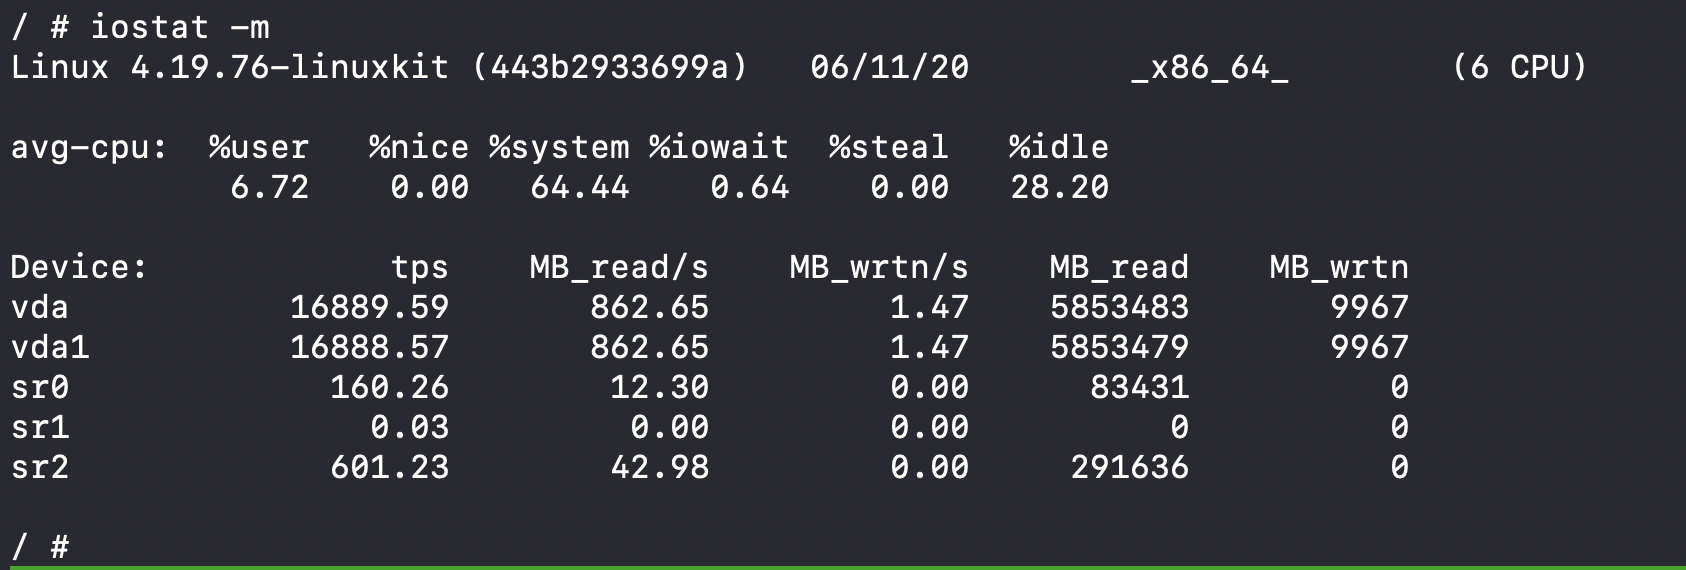 / # iostat -m
Linux 4.19.76-linuxkit (443b2933699a) 06/11/20 _x86_64_ (6 CPU)
avg-cpu: %user %nice %system %iowait %steal %idle
6.72 0.00 64.44 0.64 0.00 28.20
Device: tps MB_read/s MB_wrtn/s MB_read MB_wrtn
vda 16889.59 862.65 1.47 5853483 9967
vda1 16888.57 862.65 1.47 5853479 9967
sr0 160.26 12.30 0.00 83431 0
sr1 0.03 0.00 0.00 0 0
sr2 601.23 42.98 0.00 291636 0
/ #